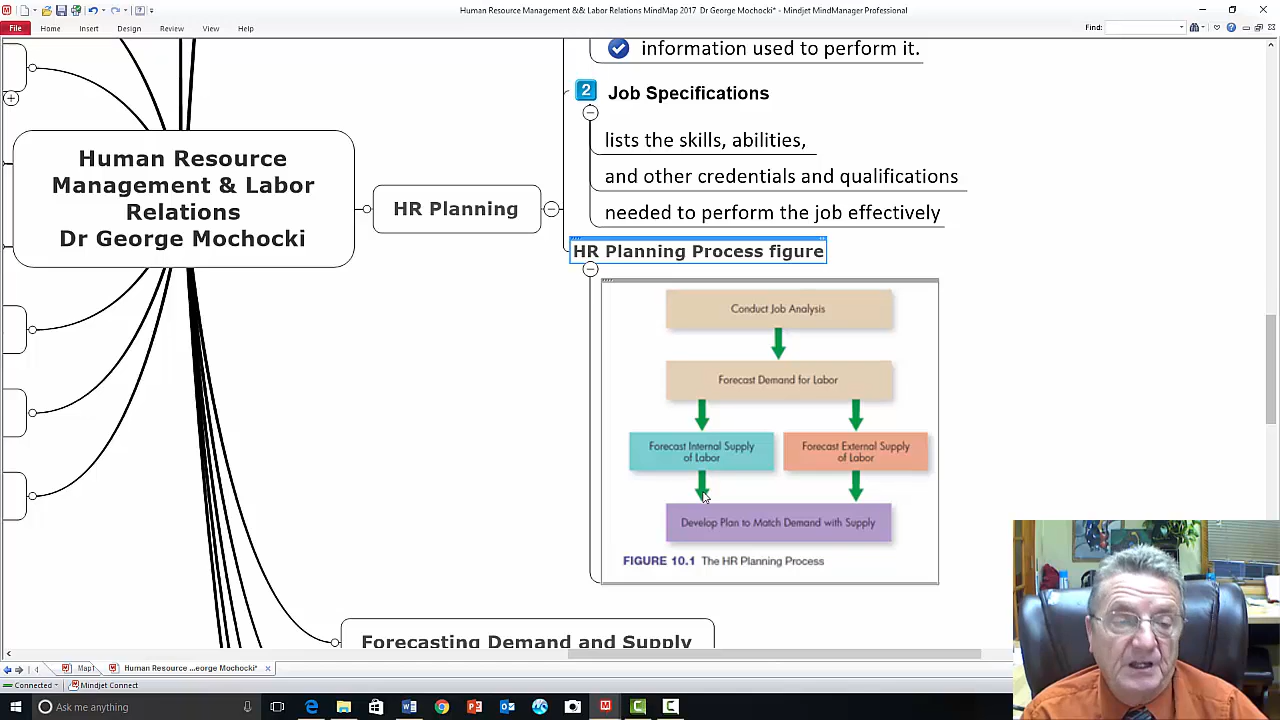 Human Resource Management && Labor Relations MindMap 2017 Dr George Mochocki* - Mindjet MindManager Professional
File Home Insert Design Review View Help Find:
information used to perform it.
2 Job Specifications
lists the skills, abilities,
and other credentials and qualifications
needed to perform the job effectively
Human Resource
Management & Labor
Relations
Dr George Mochocki
HR Planning
HR Planning Process figure
Conduct Job Analysis
Forecast Demand for Labor
Forecast Internal Supply
of Labor
Forecast External Supply
of Labor
Develop Plan to Match Demand with Supply
FIGURE 10.1 The HR Planning Process
Forecasting Demand and Supply
Map1 Human Resource ...eorge Mochocki*
Connected Mindjet Connect
Ask me anything
7:00 PM